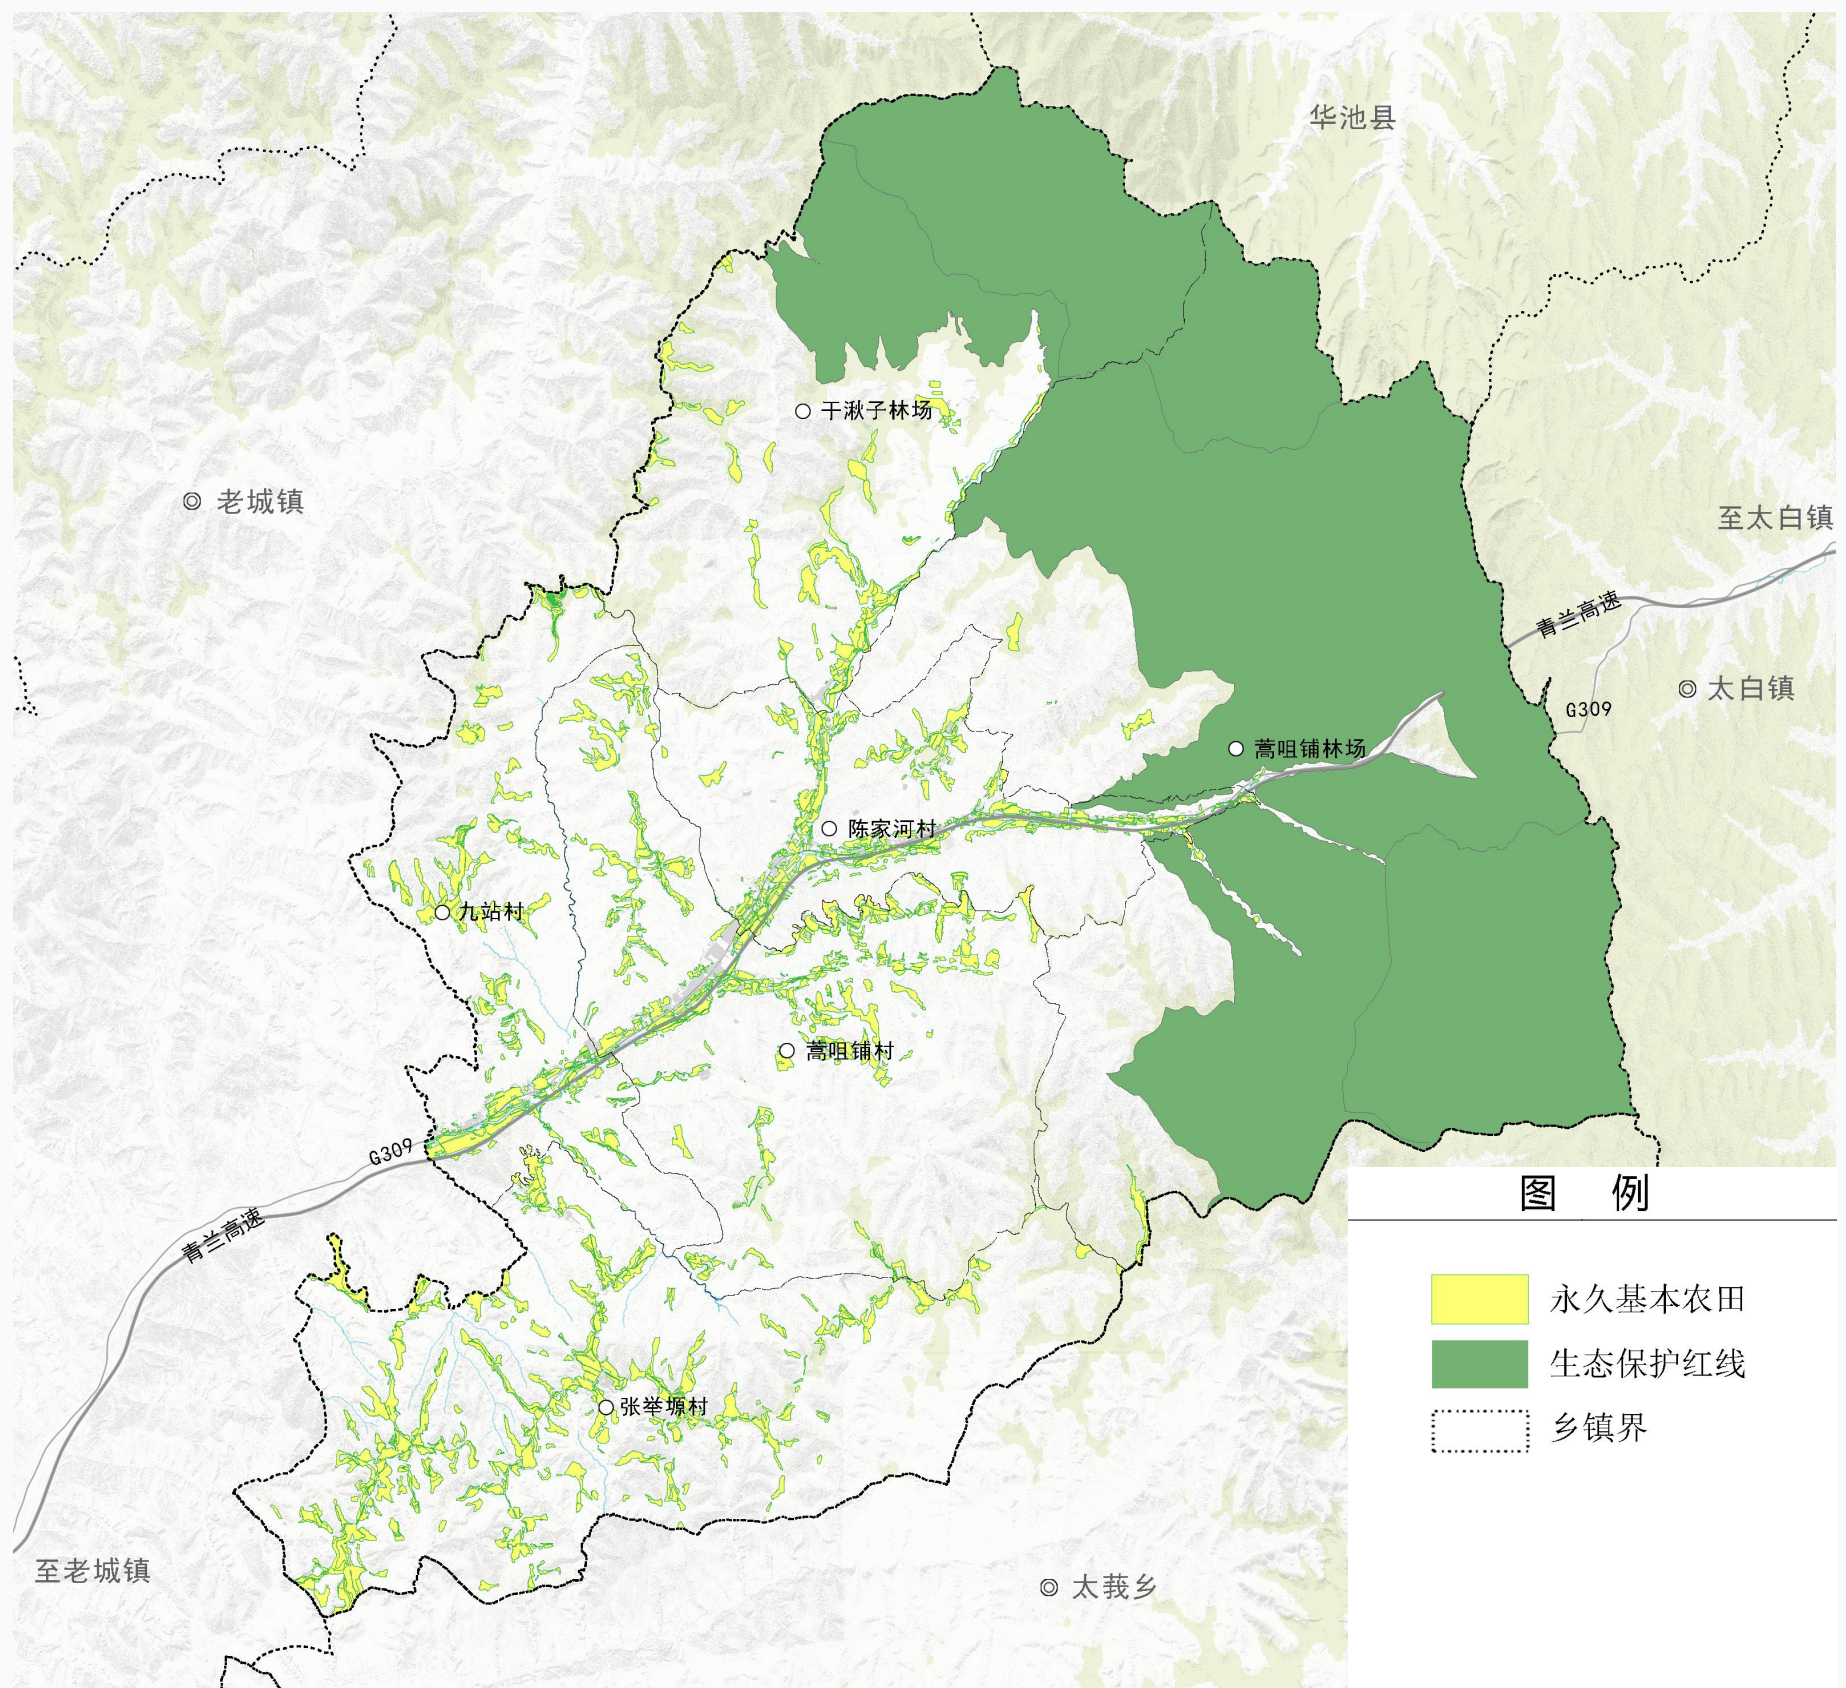 华池县
干湫子林场
老城镇
至太白镇
青兰高速
太白镇
G309
蒿咀铺林场
陈家河村
九站村
蒿咀铺村
G309
青兰高速
图 例
永久基本农田
生态保护红线
乡镇界
张举塬村
至老城镇
太莪乡